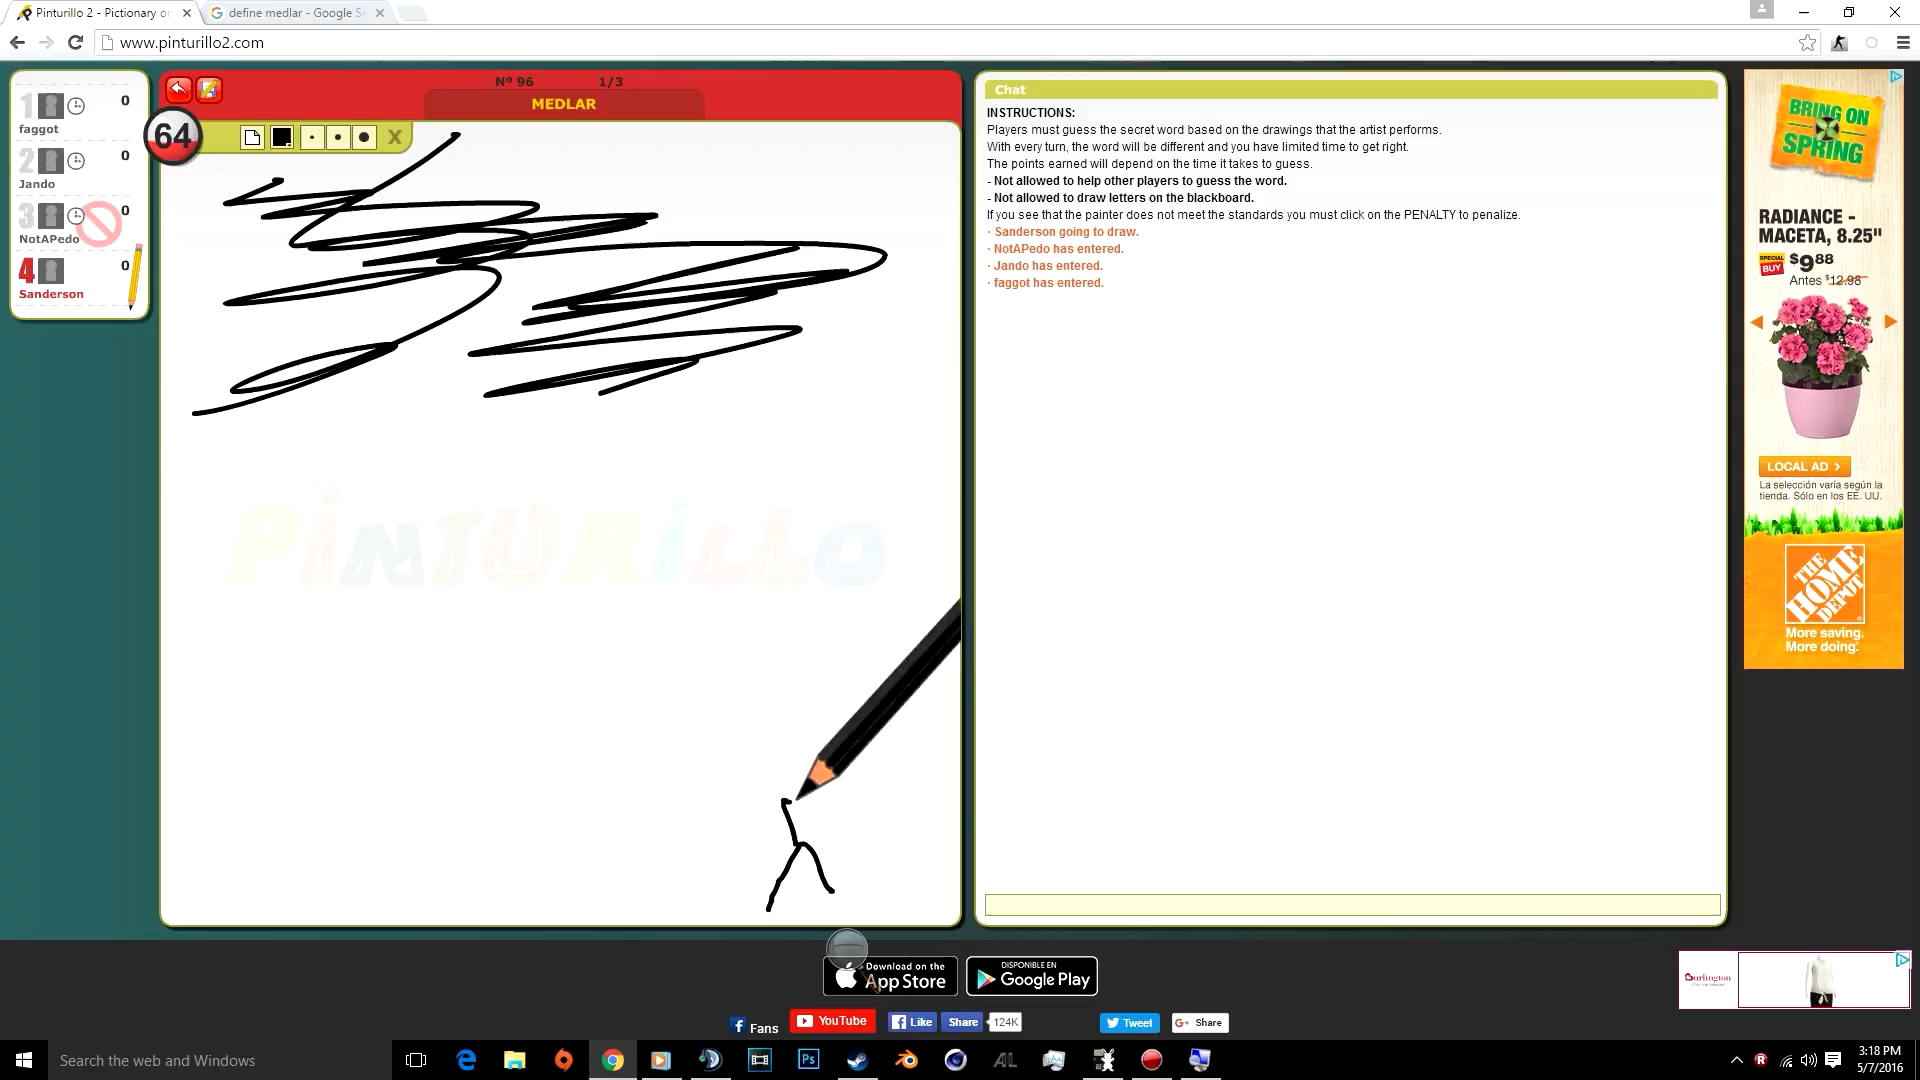 Pinturillo 2 - Pictionary or
define medlar - Google S
www.pinturillo2.com
1
0
faggot
2
0
Jando
3
0
NotAPedo
4
0
Sanderson
64
Nº 96
1/3
MEDLAR
X
PINTURILLO
Chat
INSTRUCTIONS:
Players must guess the secret word based on the drawings that the artist performs.
With every turn, the word will be different and you have limited time to get right.
The points earned will depend on the time it takes to guess.
- Not allowed to help other players to guess the word.
- Not allowed to draw letters on the blackboard.
If you see that the painter does not meet the standards you must click on the PENALTY to penalize.
· Sanderson going to draw.
· NotAPedo has entered.
· Jando has entered.
· faggot has entered.
BRING ON
SPRING
RADIANCE -
MACETA, 8.25"
SPECIAL
BUY
$9.88
Antes $12.98
LOCAL AD >
La selección varía según la
tienda. Sólo en los EE. UU.
THE
HOME
DEPOT
More saving.
More doing.
Download on the
App Store
DISPONIBLE EN
Google Play
Burlington
Fans
YouTube
Like
Share
124K
Tweet
G+ Share
Search the web and Windows
Ps
AL
3:18 PM
5/7/2016